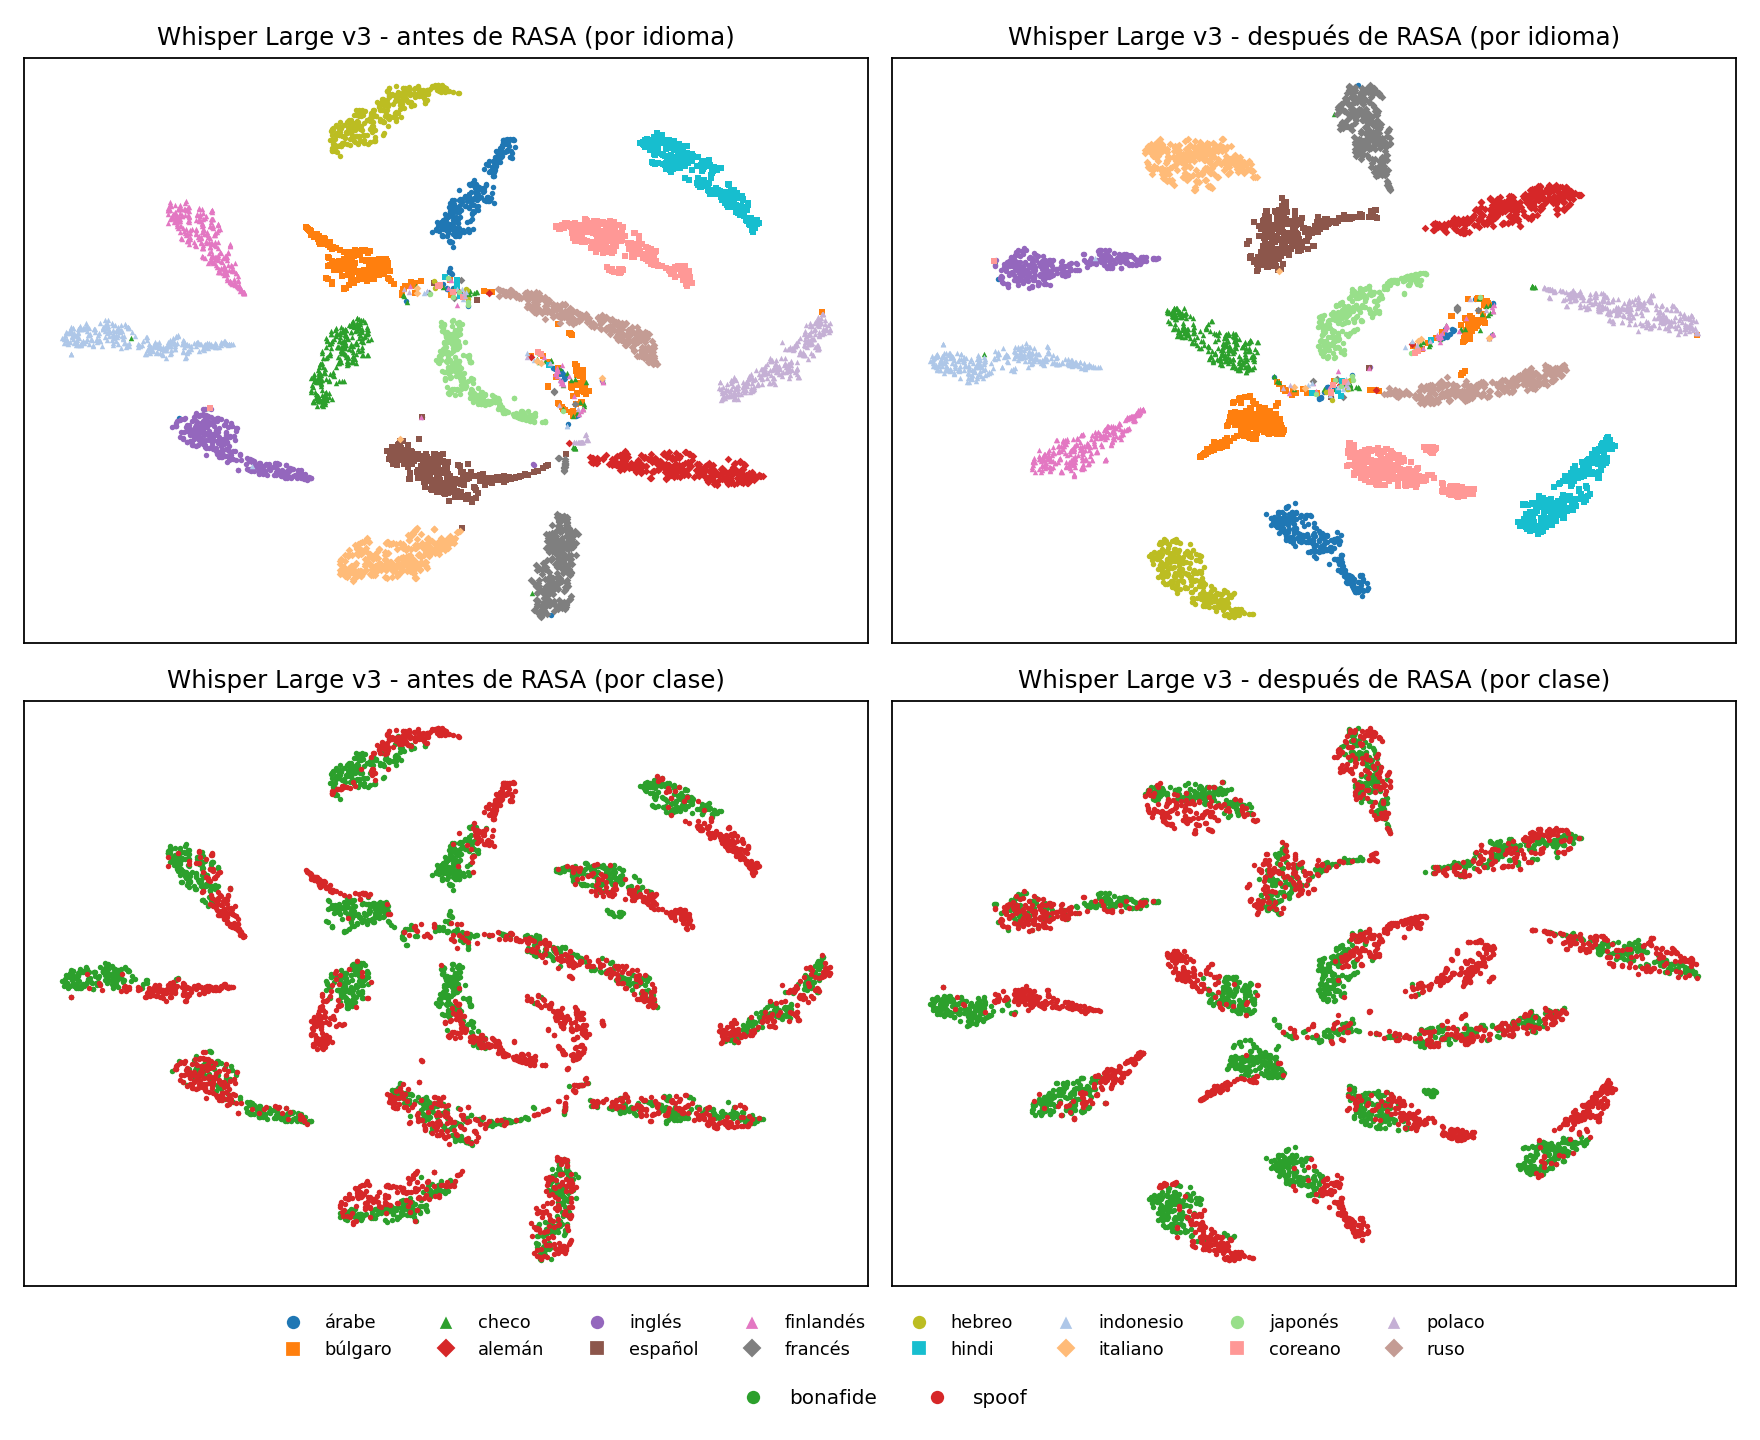 Whisper Large v3 - antes de RASA (por idioma)
Whisper Large v3 - después de RASA (por idioma)
Whisper Large v3 - antes de RASA (por clase)
Whisper Large v3 - después de RASA (por clase)
árabe checo inglés finlandés hebreo indonesio japonés polaco
búlgaro alemán español francés hindi italiano coreano ruso
bonafide spoof